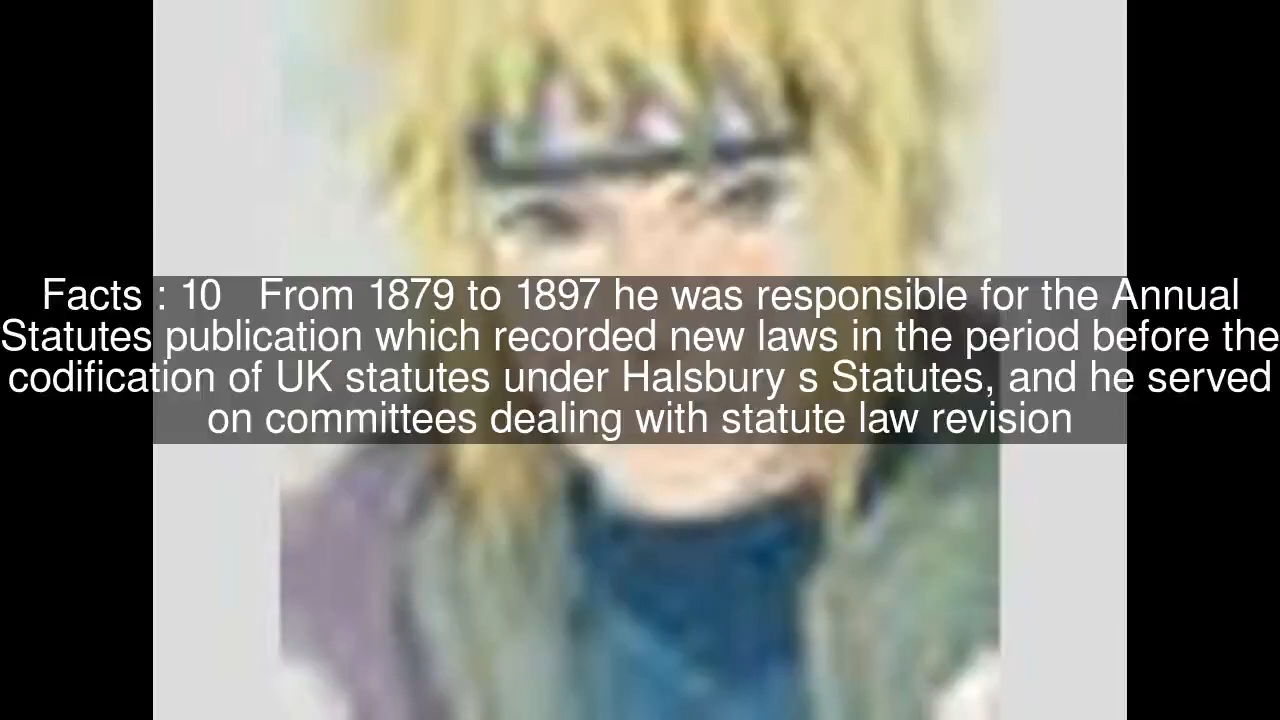 Facts : 10 From 1879 to 1897 he was responsible for the Annual
Statutes publication which recorded new laws in the period before the
codification of UK statutes under Halsbury s Statutes, and he served
on committees dealing with statute law revision